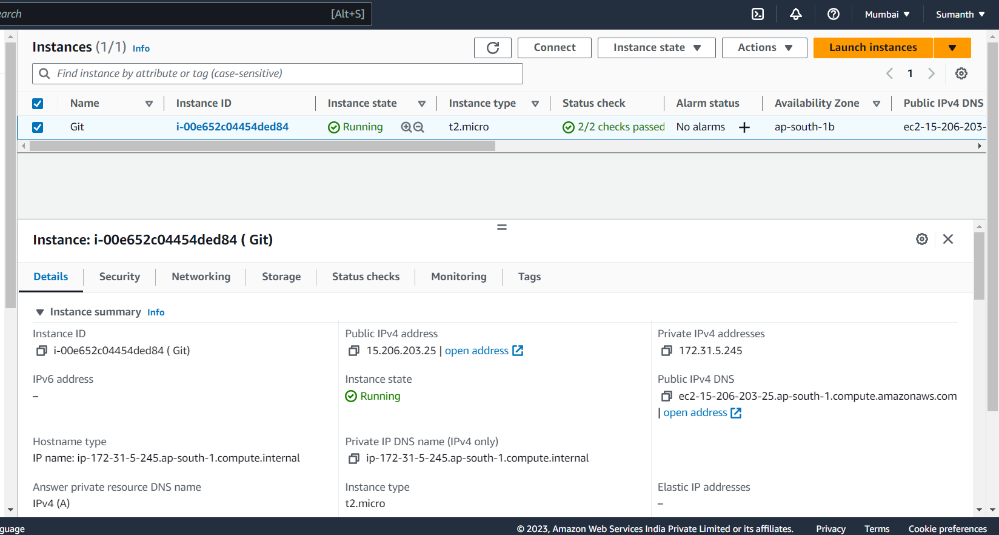 earch [Alt+S] Mumbai ▼ Sumanth ▼
Instances (1/1) Info Connect Instance state ▼ Actions ▼ Launch instances ▼
Find instance by attribute or tag (case-sensitive) 1
Name Instance ID Instance state Instance type Status check Alarm status Availability Zone Public IPv4 DNS
Git i-00e652c04454ded84 Running t2.micro 2/2 checks passed No alarms + ap-south-1b ec2-15-206-203-
Instance: i-00e652c04454ded84 ( Git)
Details Security Networking Storage Status checks Monitoring Tags
▼ Instance summary Info
Instance ID Public IPv4 address Private IPv4 addresses
i-00e652c04454ded84 ( Git) 15.206.203.25 | open address 172.31.5.245
IPv6 address Instance state Public IPv4 DNS
– Running ec2-15-206-203-25.ap-south-1.compute.amazonaws.com
| open address
Hostname type Private IP DNS name (IPv4 only)
IP name: ip-172-31-5-245.ap-south-1.compute.internal ip-172-31-5-245.ap-south-1.compute.internal
Answer private resource DNS name Instance type Elastic IP addresses
IPv4 (A) t2.micro –
nguage © 2023, Amazon Web Services India Private Limited or its affiliates. Privacy Terms Cookie preferences